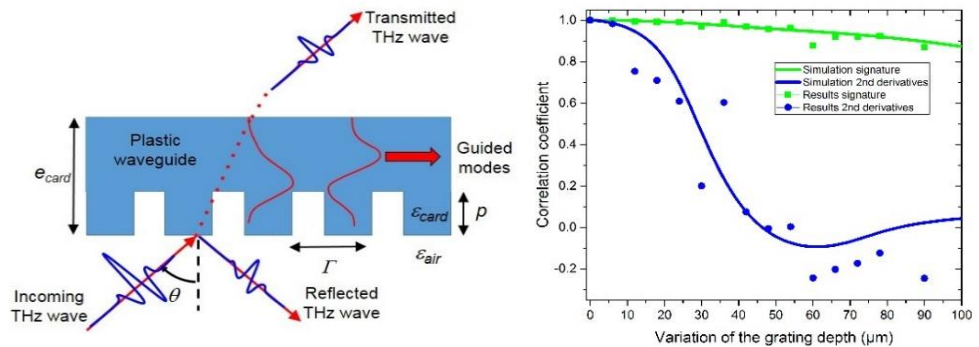 Transmitted
THz wave
Plastic
waveguide
Guided
modes
e_card
ε_card
p
ε_air
Γ
θ
Incoming
THz wave
Reflected
THz wave
Correlation coefficient
1.0
0.8
0.6
0.4
0.2
0.0
-0.2
Simulation signature
Simulation 2nd derivatives
Results signature
Results 2nd derivatives
0 10 20 30 40 50 60 70 80 90 100
Variation of the grating depth (µm)